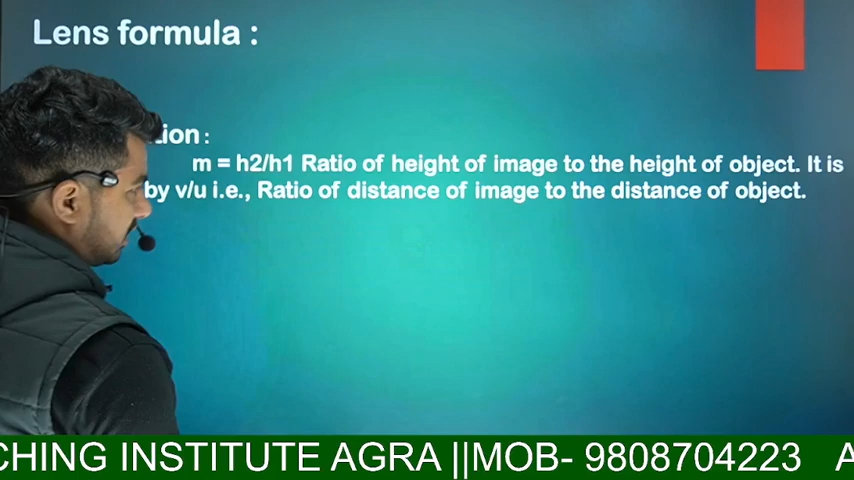 Lens formula :
tion :
m = h2/h1 Ratio of height of image to the height of object. It is
by v/u i.e., Ratio of distance of image to the distance of object.
CHING INSTITUTE AGRA ||MOB- 9808704223 A